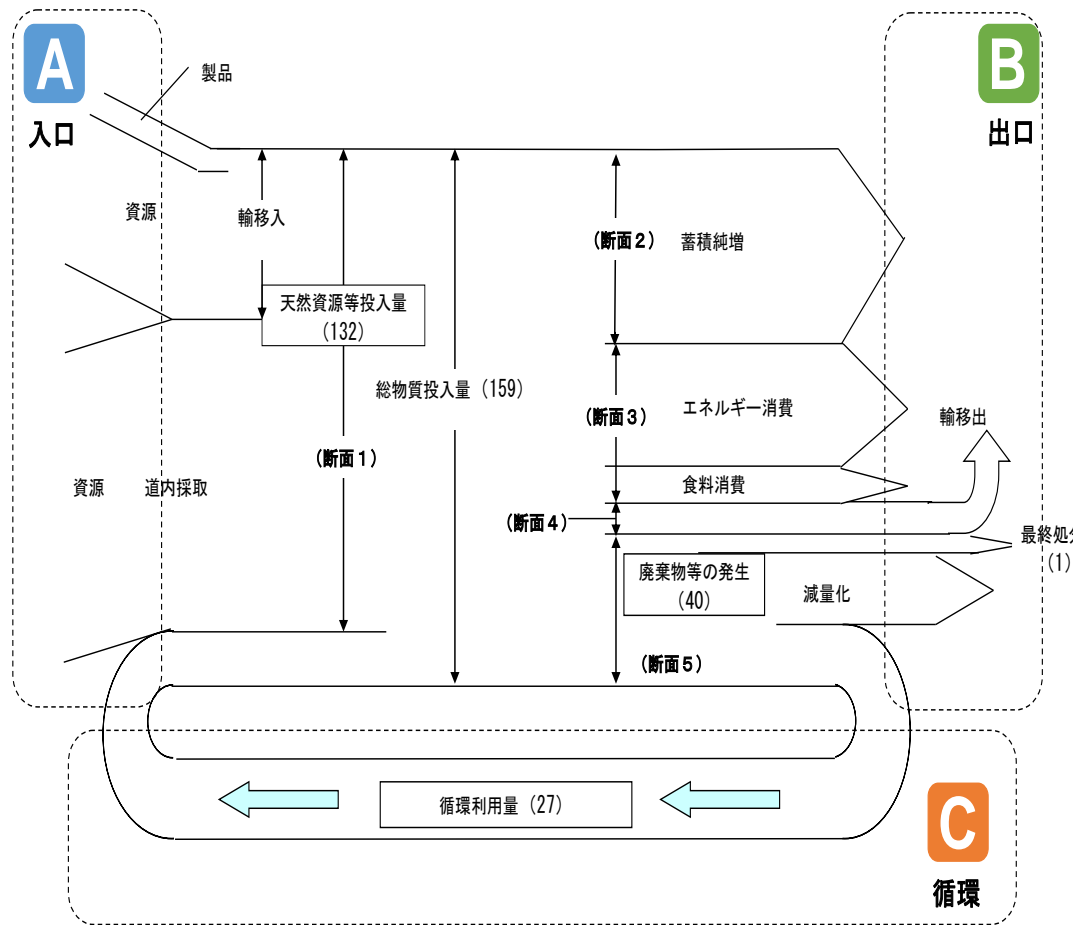 A
入口
製品
B
出口
資源
輸移入
(断面2)
蓄積純増
天然資源等投入量
(132)
総物質投入量(159)
(断面3)
エネルギー消費
輸移出
(断面1)
資源
道内採取
食料消費
(断面4)
最終処分
(1)
廃棄物等の発生
(40)
減量化
(断面5)
循環利用量(27)
C
循環